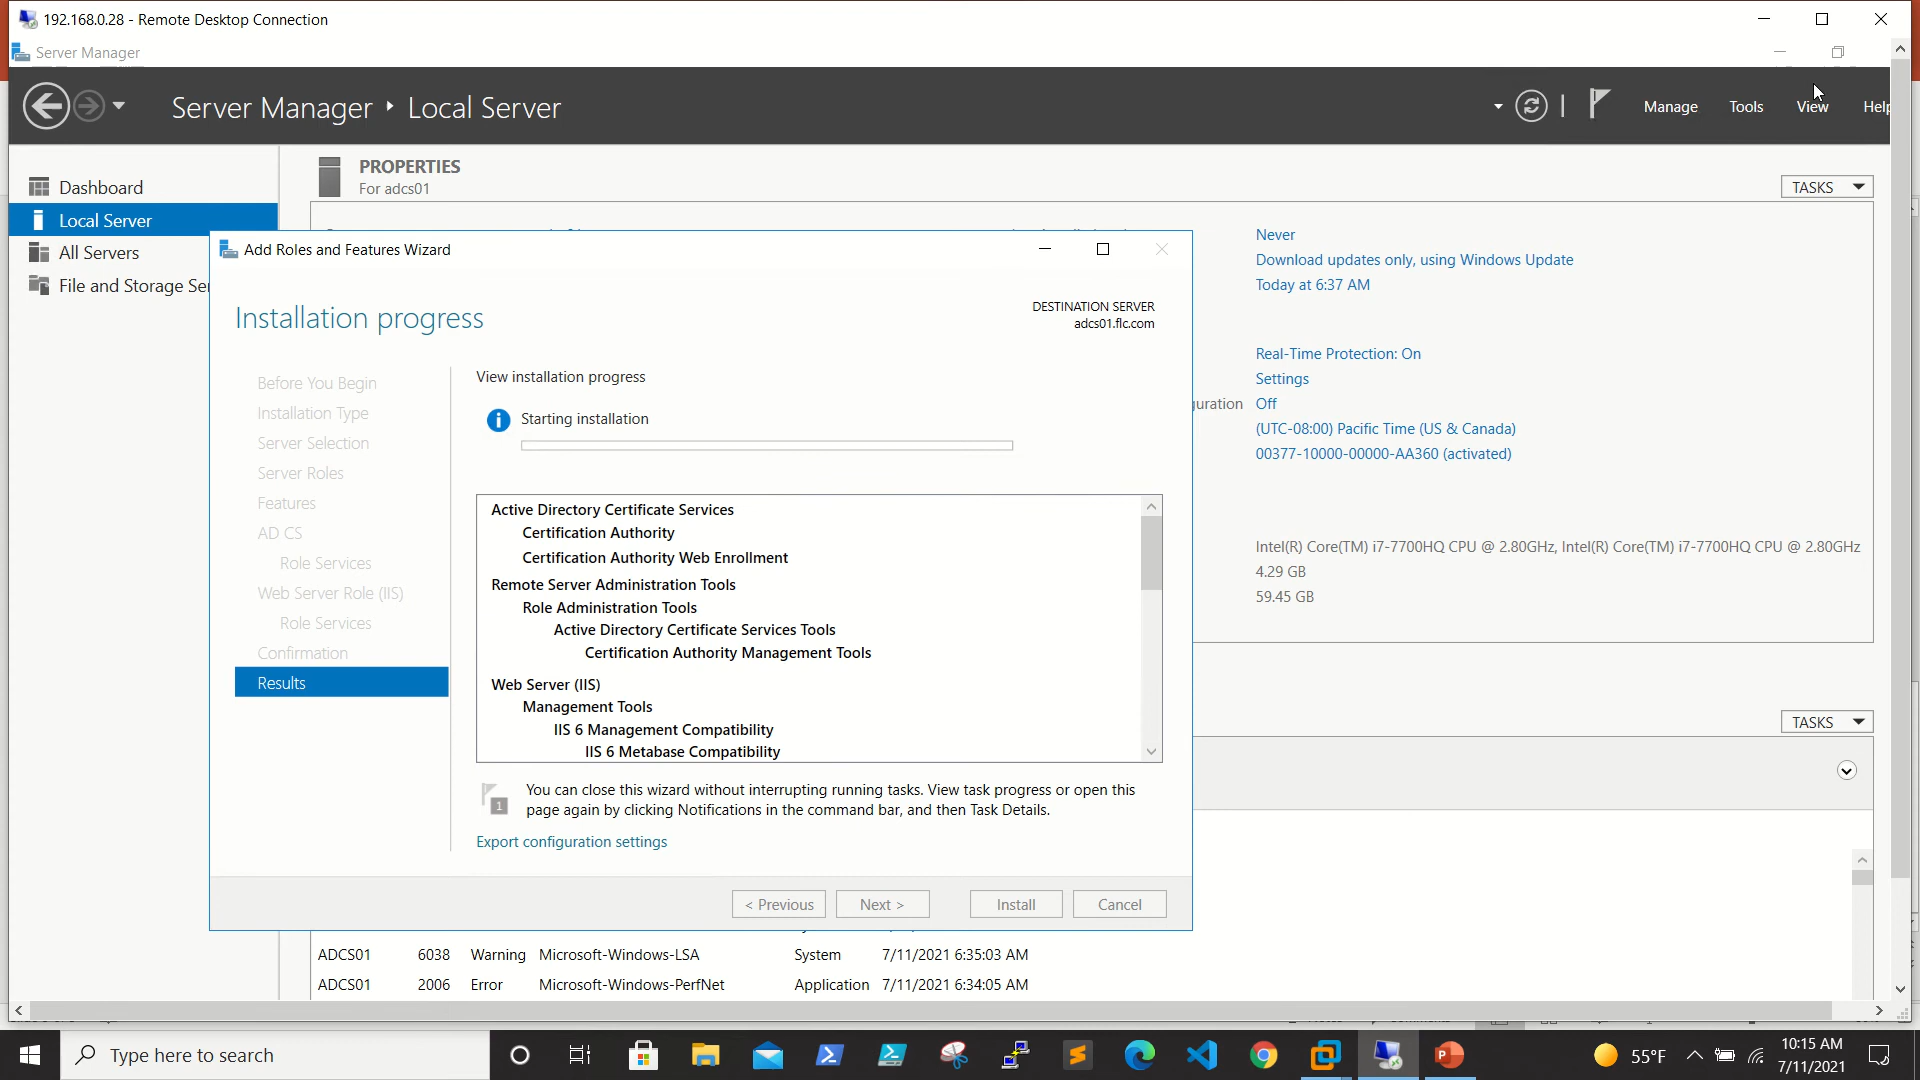 192.168.0.28 - Remote Desktop Connection
Server Manager
Server Manager Local Server
Manage Tools View Help
Dashboard
Local Server
All Servers
File and Storage Ser
PROPERTIES
For adcs01
TASKS
Never
Download updates only, using Windows Update
Today at 6:37 AM
Real-Time Protection: On
Settings
uration Off
(UTC-08:00) Pacific Time (US & Canada)
00377-10000-00000-AA360 (activated)
Intel(R) Core(TM) i7-7700HQ CPU @ 2.80GHz, Intel(R) Core(TM) i7-7700HQ CPU @ 2.80GHz
4.29 GB
59.45 GB
TASKS
Add Roles and Features Wizard
Installation progress
DESTINATION SERVER
adcs01.flc.com
Before You Begin
Installation Type
Server Selection
Server Roles
Features
AD CS
Role Services
Web Server Role (IIS)
Role Services
Confirmation
Results
View installation progress
Starting installation
Active Directory Certificate Services
Certification Authority
Certification Authority Web Enrollment
Remote Server Administration Tools
Role Administration Tools
Active Directory Certificate Services Tools
Certification Authority Management Tools
Web Server (IIS)
Management Tools
IIS 6 Management Compatibility
IIS 6 Metabase Compatibility
1
You can close this wizard without interrupting running tasks. View task progress or open this
page again by clicking Notifications in the command bar, and then Task Details.
Export configuration settings
< Previous Next > Install Cancel
ADCS01 6038 Warning Microsoft-Windows-LSA System 7/11/2021 6:35:03 AM
ADCS01 2006 Error Microsoft-Windows-PerfNet Application 7/11/2021 6:34:05 AM
Type here to search
55°F
10:15 AM
7/11/2021